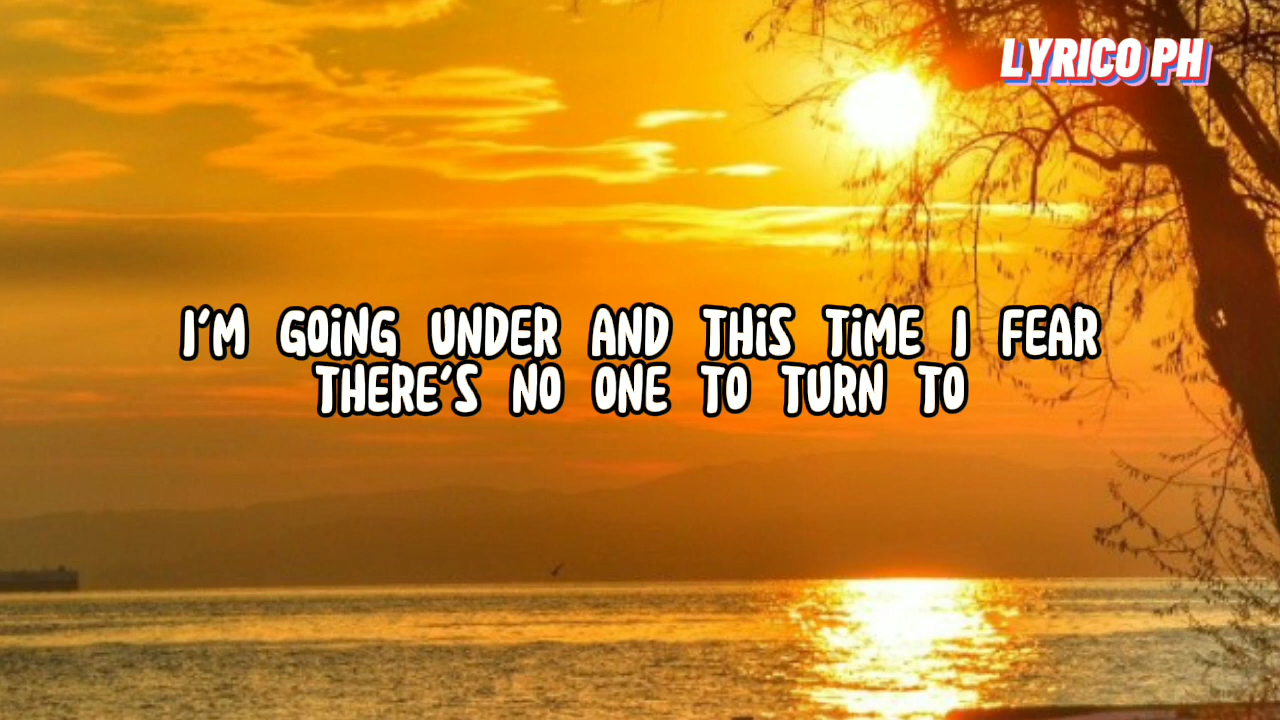 LYRICO PH
I'M GOING UNDER AND THIS TIME I FEAR
THERE'S NO ONE TO TURN TO